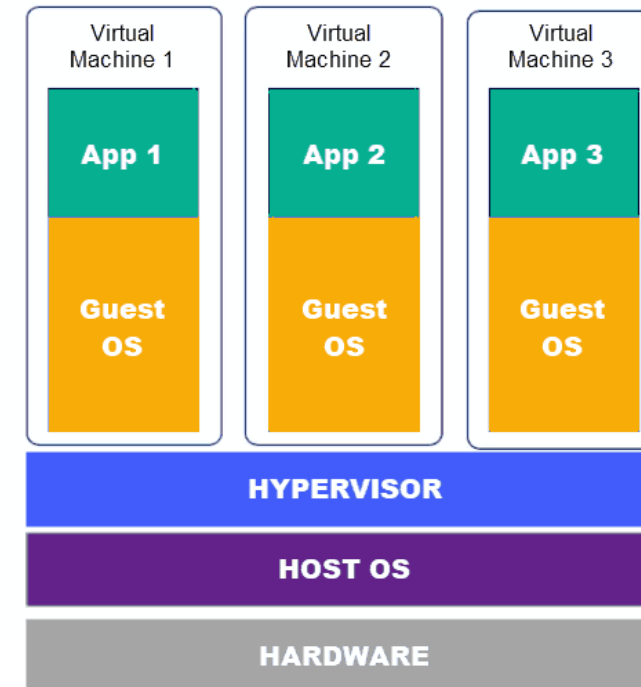 Virtual
Machine 1
Virtual
Machine 2
Virtual
Machine 3
App 1
App 2
App 3
Guest
OS
Guest
OS
Guest
OS
HYPERVISOR
HOST OS
HARDWARE